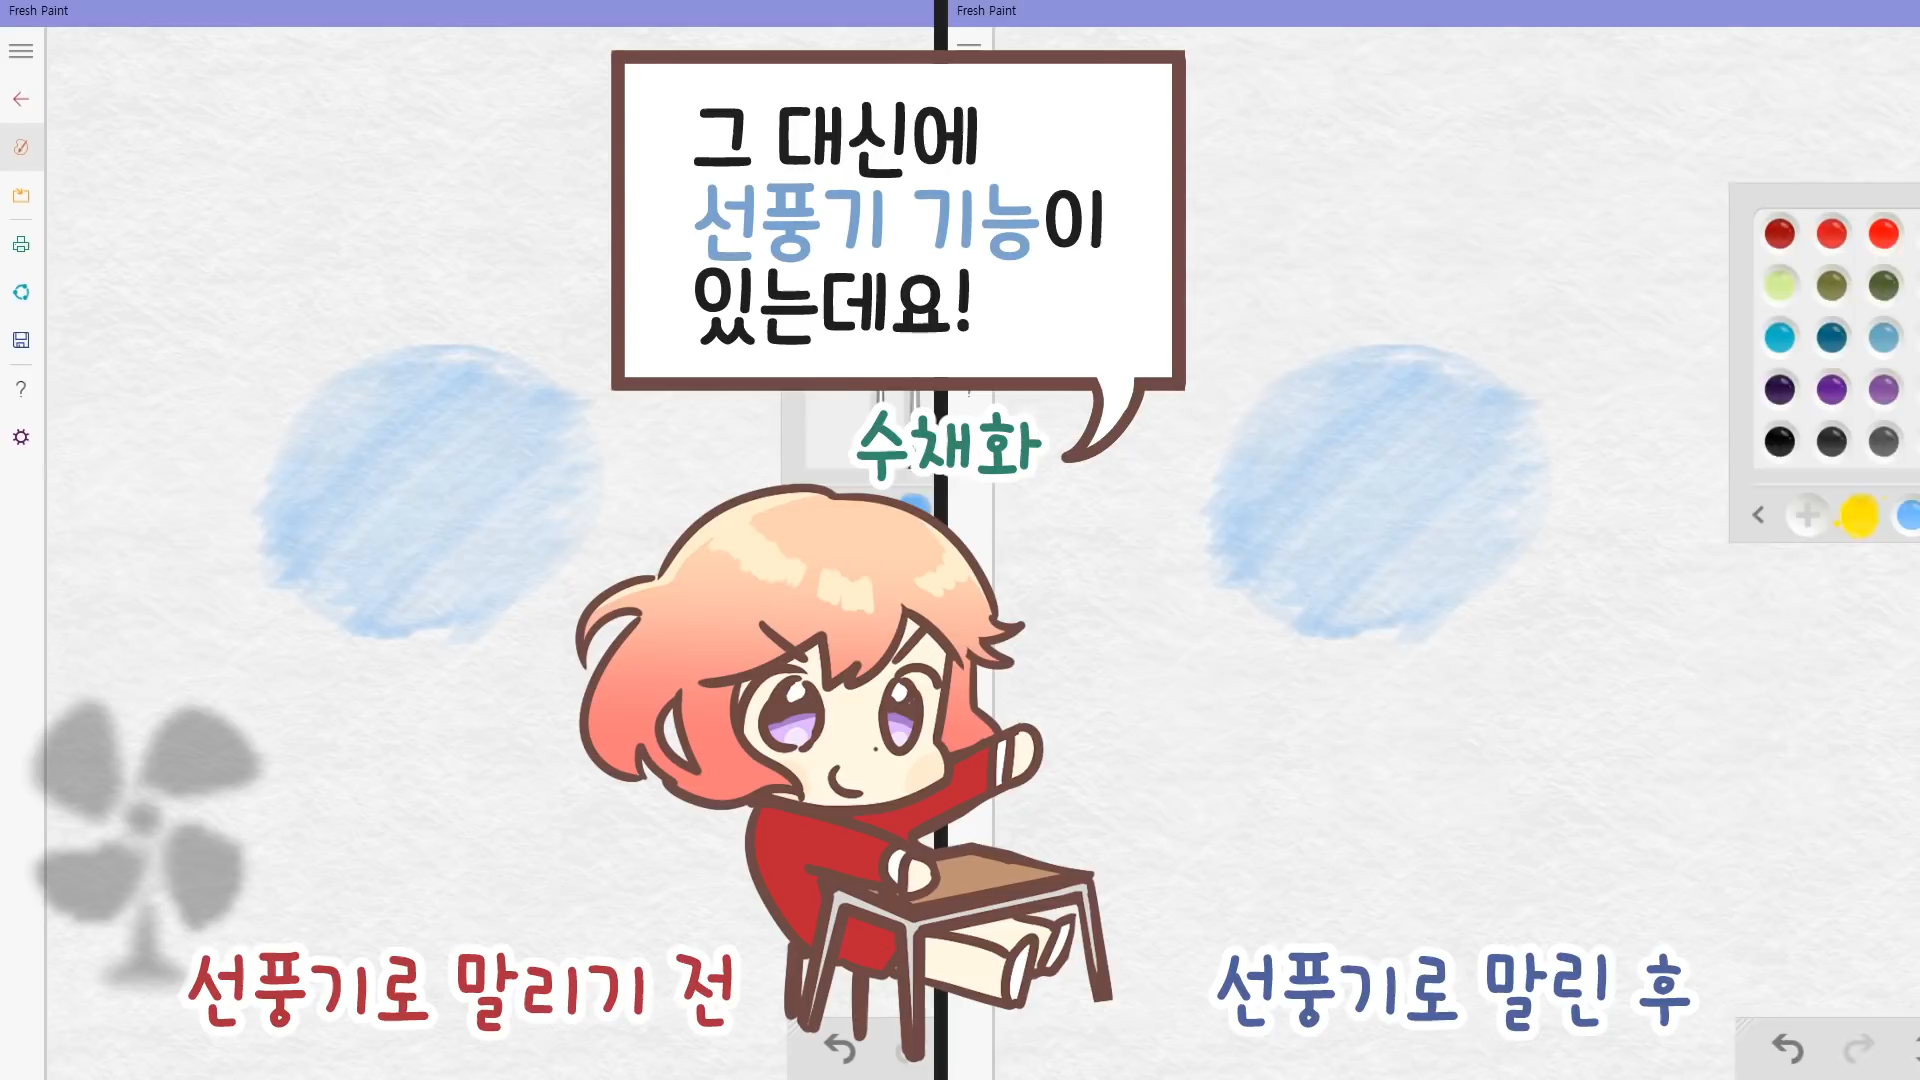 Fresh Paint
Fresh Paint
그 대신에
선풍기 기능이
있는데요!
수채화
?
선풍기로 말리기 전
선풍기로 말린 후